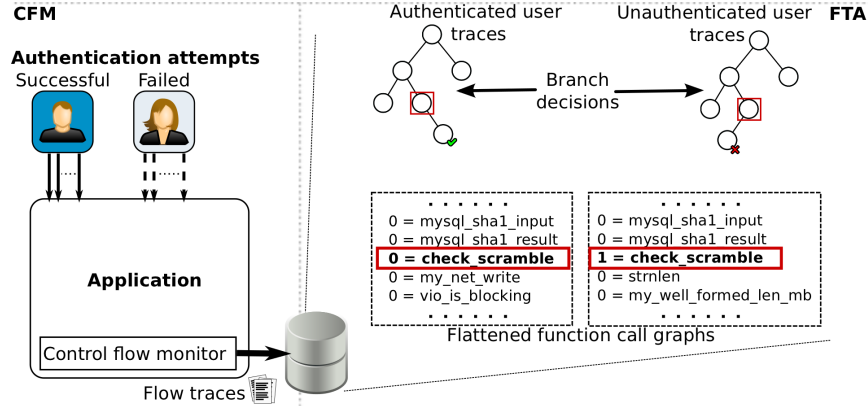 CFM
Authentication attempts
Successful
Failed
Application
Control flow monitor
Flow traces
FTA
Authenticated user
traces
Unauthenticated user
traces
Branch
decisions
0 = mysql_sha1_input
0 = mysql_sha1_result
0 = check_scramble
0 = my_net_write
0 = vio_is_blocking
0 = mysql_sha1_input
0 = mysql_sha1_result
1 = check_scramble
0 = strnlen
0 = my_well_formed_len_mb
Flattened function call graphs